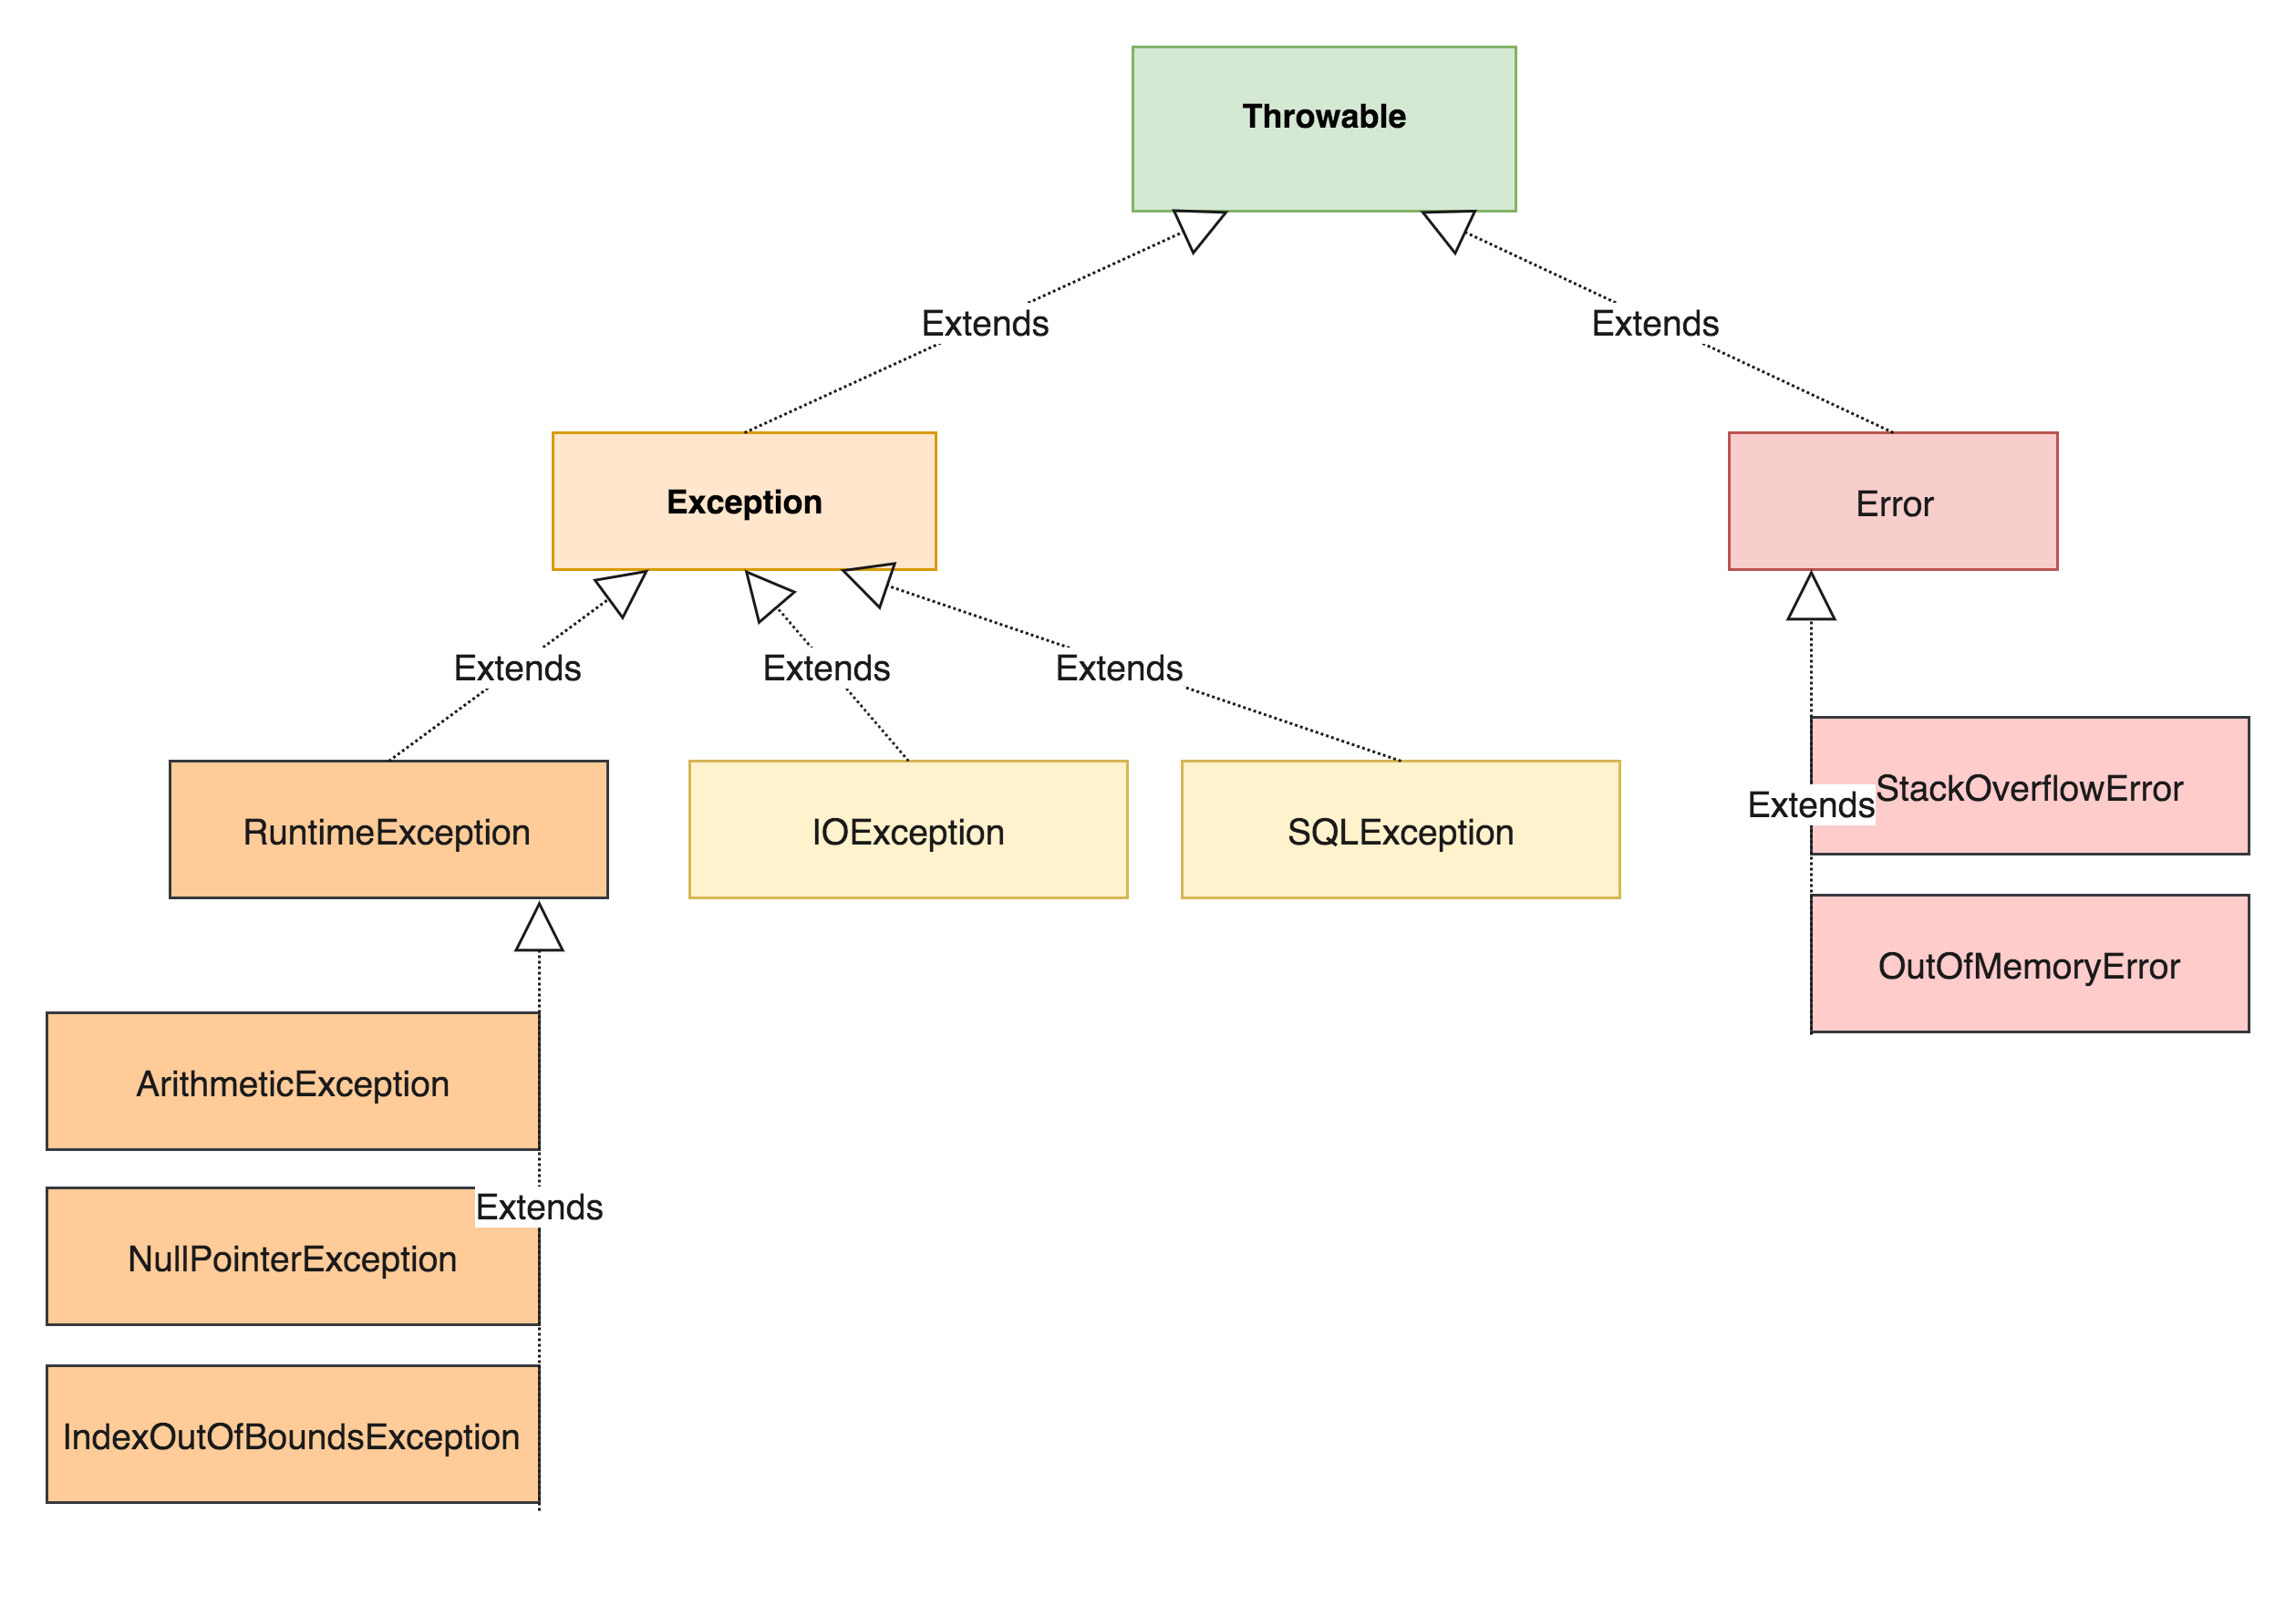 Throwable
Extends
Extends
Exception
Error
Extends
Extends
Extends
RuntimeException
IOException
SQLException
Extends
StackOverflowError
OutOfMemoryError
ArithmeticException
Extends
NullPointerException
IndexOutOfBoundsException